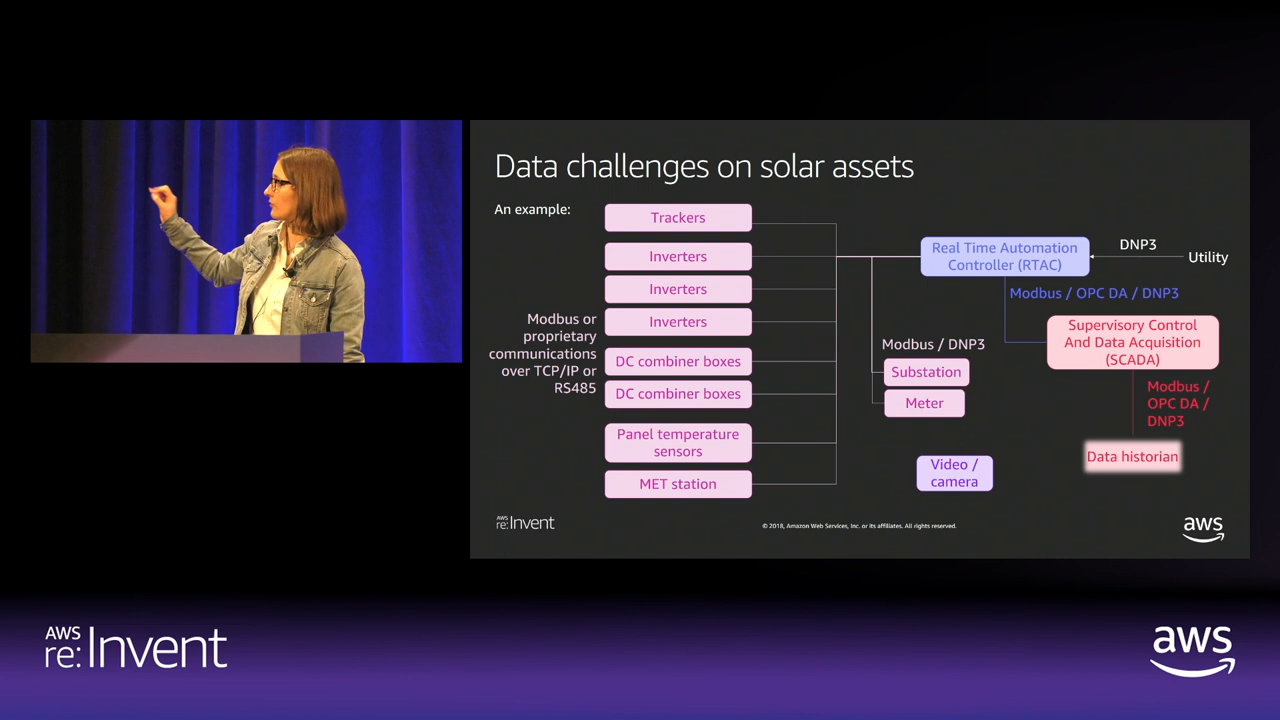 Data challenges on solar assets
An example:
Trackers
Inverters
Inverters
Inverters
Modbus or
proprietary
communications
over TCP/IP or
RS485
DC combiner boxes
DC combiner boxes
Panel temperature
sensors
MET station
Real Time Automation
Controller (RTAC)
DNP3
Utility
Modbus / OPC DA / DNP3
Supervisory Control
And Data Acquisition
(SCADA)
Modbus / DNP3
Substation
Meter
Modbus /
OPC DA /
DNP3
Data historian
Video /
camera
AWS
re:Invent
© 2018, Amazon Web Services, Inc. or its affiliates. All rights reserved.
aws
AWS
re:Invent
aws